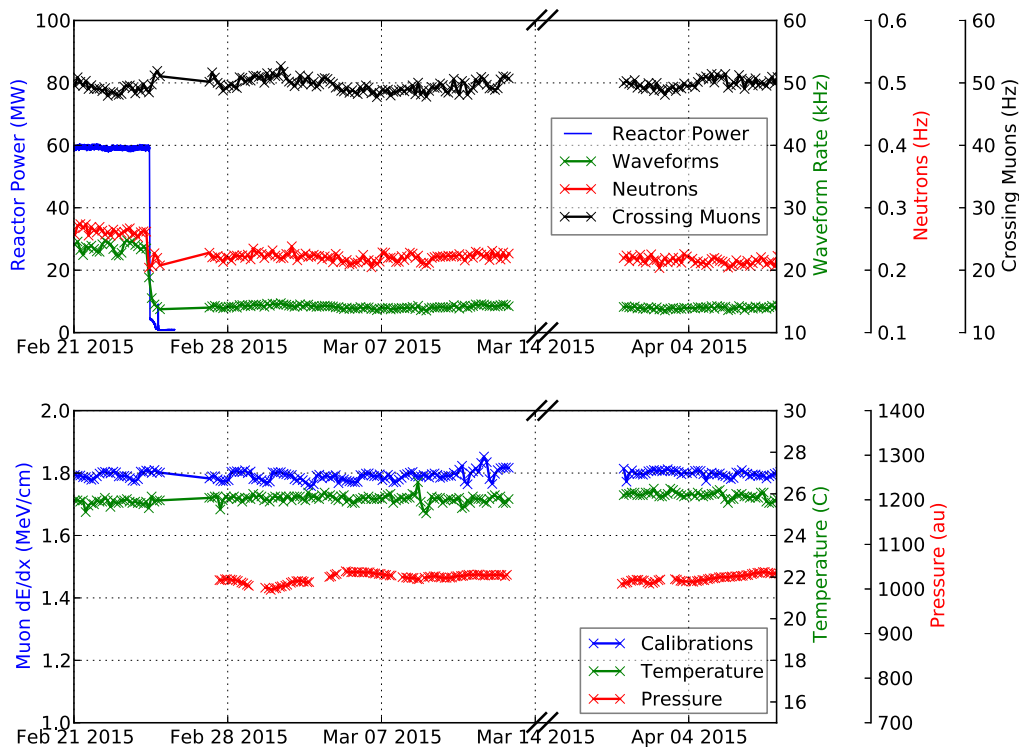 100
80
60
40
20
0
Reactor Power (MW)
Feb 21 2015
Feb 28 2015
Mar 07 2015
Mar 14 2015
Apr 04 2015
Reactor Power
Waveforms
Neutrons
Crossing Muons
60
50
40
30
20
10
Waveform Rate (kHz)
0.6
0.5
0.4
0.3
0.2
0.1
Neutrons (Hz)
60
50
40
30
20
10
Crossing Muons (Hz)
2.0
1.8
1.6
1.4
1.2
1.0
Muon dE/dx (MeV/cm)
Feb 21 2015
Feb 28 2015
Mar 07 2015
Mar 14 2015
Apr 04 2015
Calibrations
Temperature
Pressure
30
28
26
24
22
20
18
16
Temperature (C)
1400
1300
1200
1100
1000
900
800
700
Pressure (au)